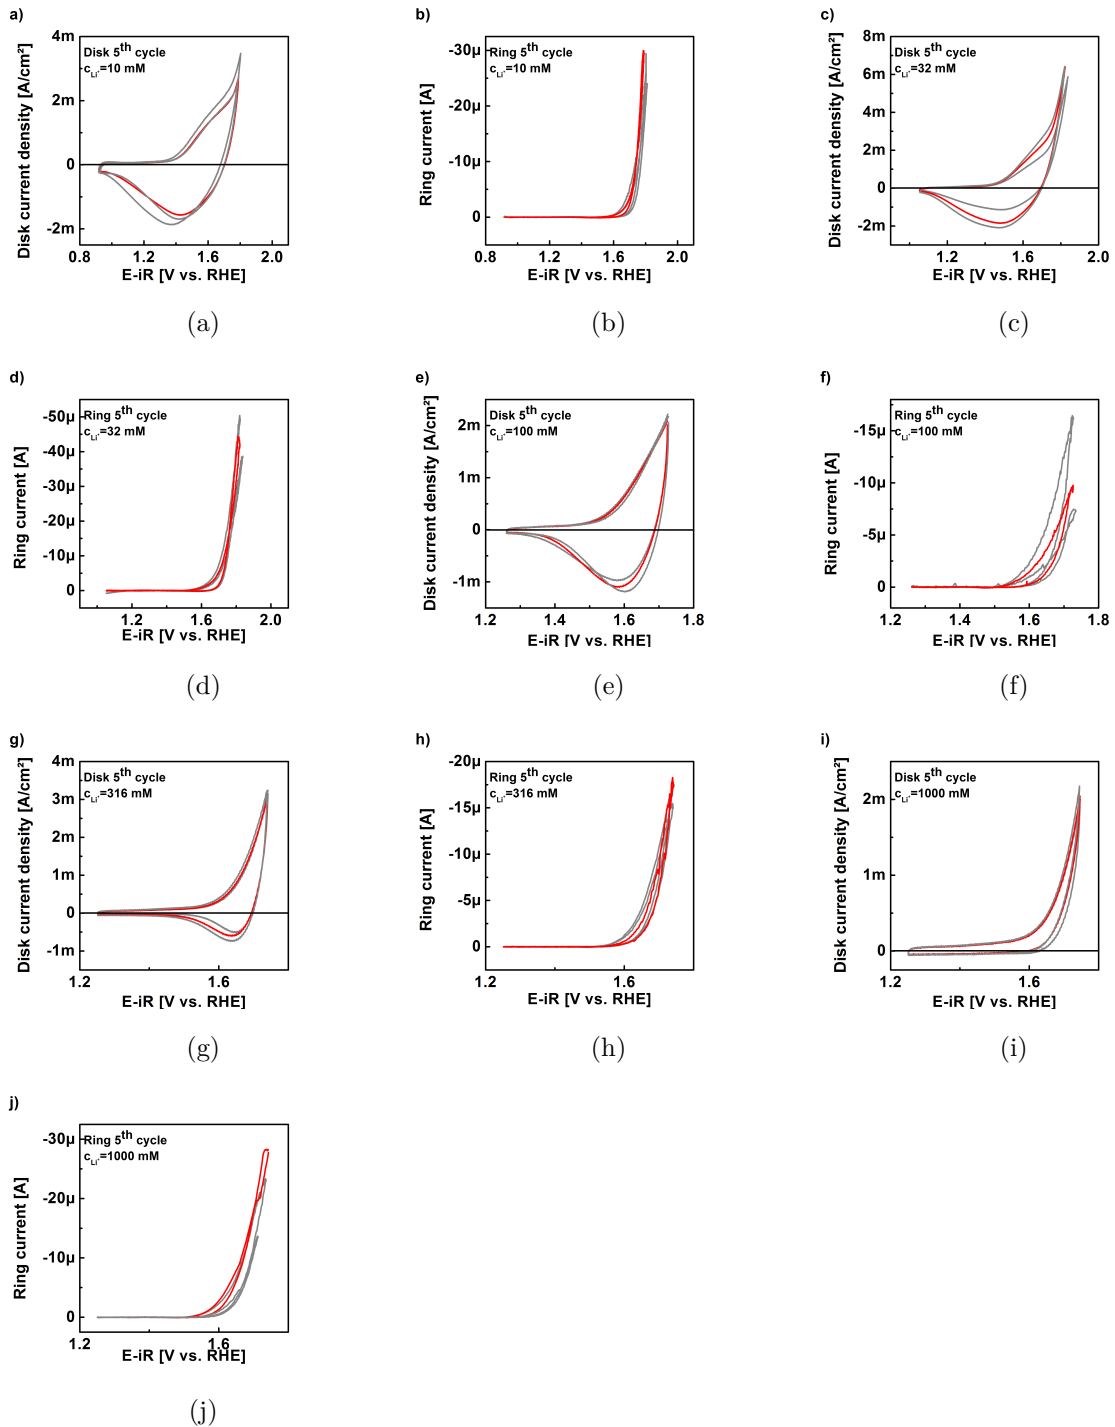 a)
Disk current density [A/cm²]
4m
2m
0
-2m
Disk 5th cycle
cLi+=10 mM
0.8 1.2 1.6 2.0
E-iR [V vs. RHE]
(a)
b)
Ring current [A]
-30µ
-20µ
-10µ
0
Ring 5th cycle
cLi+=10 mM
0.8 1.2 1.6 2.0
E-iR [V vs. RHE]
(b)
c)
Disk current density [A/cm²]
8m
6m
4m
2m
0
-2m
Disk 5th cycle
cLi+=32 mM
1.2 1.6 2.0
E-iR [V vs. RHE]
(c)
d)
Ring current [A]
-50µ
-40µ
-30µ
-20µ
-10µ
0
Ring 5th cycle
cLi+=32 mM
1.2 1.6 2.0
E-iR [V vs. RHE]
(d)
e)
Disk current density [A/cm²]
2m
1m
0
-1m
Disk 5th cycle
cLi+=100 mM
1.2 1.4 1.6 1.8
E-iR [V vs. RHE]
(e)
f)
Ring current [A]
-15µ
-10µ
-5µ
0
Ring 5th cycle
cLi+=100 mM
1.2 1.4 1.6 1.8
E-iR [V vs. RHE]
(f)
g)
Disk current density [A/cm²]
4m
3m
2m
1m
0
-1m
Disk 5th cycle
cLi+=316 mM
1.2 1.6
E-iR [V vs. RHE]
(g)
h)
Ring current [A]
-20µ
-15µ
-10µ
-5µ
0
Ring 5th cycle
cLi+=316 mM
1.2 1.6
E-iR [V vs. RHE]
(h)
i)
Disk current density [A/cm²]
2m
1m
0
Disk 5th cycle
cLi+=1000 mM
1.2 1.6
E-iR [V vs. RHE]
(i)
j)
Ring current [A]
-30µ
-20µ
-10µ
0
Ring 5th cycle
cLi+=1000 mM
1.2 1.6
E-iR [V vs. RHE]
(j)